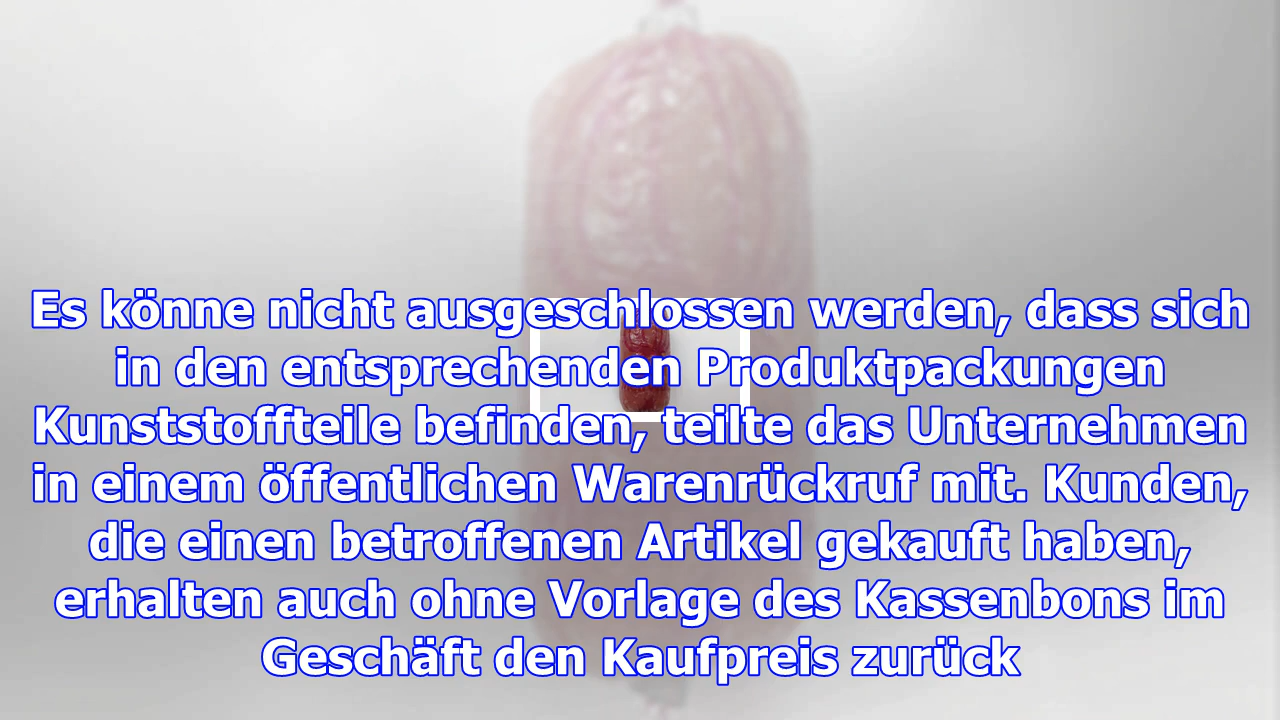 Es könne nicht ausgeschlossen werden, dass sich
in den entsprechenden Produktpackungen
Kunststoffteile befinden, teilte das Unternehmen
in einem öffentlichen Warenrückruf mit. Kunden,
die einen betroffenen Artikel gekauft haben,
erhalten auch ohne Vorlage des Kassenbons im
Geschäft den Kaufpreis zurück